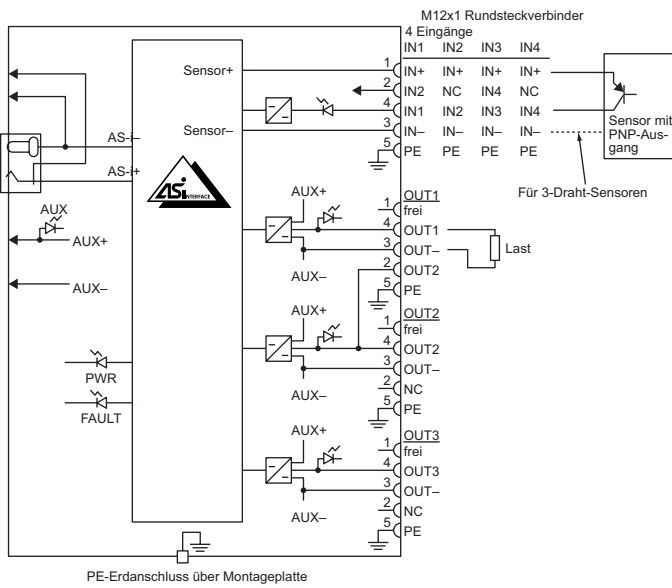 M12x1 Rundsteckverbinder
4 Eingänge
IN1 IN2 IN3 IN4
Sensor+ 1 IN+ IN+ IN+ IN+
2 IN2 NC IN4 NC
4 IN1 IN2 IN3 IN4
Sensor– 3 IN– IN– IN– IN–
5 PE PE PE PE
Sensor mit
PNP-Aus-
gang
Für 3-Draht-Sensoren
AS-i–
AS-i+
ASi INTERFACE
AUX
AUX+
AUX–
PWR
FAULT
AUX+
OUT1
1 frei
4 OUT1
3 OUT–
Last
AUX–
2 OUT2
5 PE
AUX+
OUT2
1 frei
4 OUT2
3 OUT–
AUX–
2 NC
5 PE
AUX+
OUT3
1 frei
4 OUT3
3 OUT–
AUX–
2 NC
5 PE
PE-Erdanschluss über Montageplatte